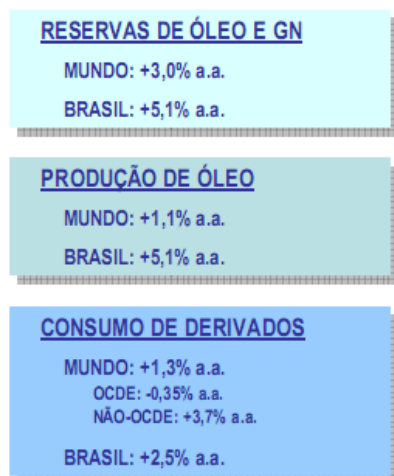 RESERVAS DE ÓLEO E GN
MUNDO: +3,0% a.a.
BRASIL: +5,1% a.a.
PRODUÇÃO DE ÓLEO
MUNDO: +1,1% a.a.
BRASIL: +5,1% a.a.
CONSUMO DE DERIVADOS
MUNDO: +1,3% a.a.
OCDE: -0,35% a.a.
NÃO-OCDE: +3,7% a.a.
BRASIL: +2,5% a.a.